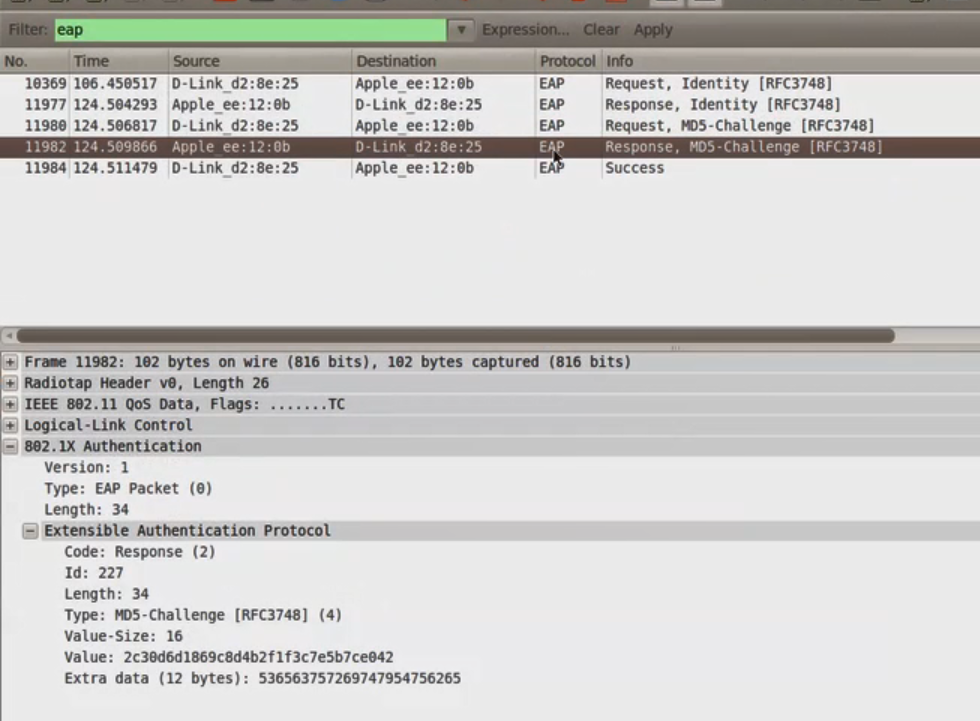 Filter: eap Expression... Clear Apply
No. Time Source Destination Protocol Info
10369 106.450517 D-Link_d2:8e:25 Apple_ee:12:0b EAP Request, Identity [RFC3748]
11977 124.504293 Apple_ee:12:0b D-Link_d2:8e:25 EAP Response, Identity [RFC3748]
11980 124.506817 D-Link_d2:8e:25 Apple_ee:12:0b EAP Request, MD5-Challenge [RFC3748]
11982 124.509866 Apple_ee:12:0b D-Link_d2:8e:25 EAP Response, MD5-Challenge [RFC3748]
11984 124.511479 D-Link_d2:8e:25 Apple_ee:12:0b EAP Success
Frame 11982: 102 bytes on wire (816 bits), 102 bytes captured (816 bits)
Radiotap Header v0, Length 26
IEEE 802.11 QoS Data, Flags: .......TC
Logical-Link Control
802.1X Authentication
Version: 1
Type: EAP Packet (0)
Length: 34
Extensible Authentication Protocol
Code: Response (2)
Id: 227
Length: 34
Type: MD5-Challenge [RFC3748] (4)
Value-Size: 16
Value: 2c30d6d1869c8d4b2f1f3c7e5b7ce042
Extra data (12 bytes): 536563757269747954756265